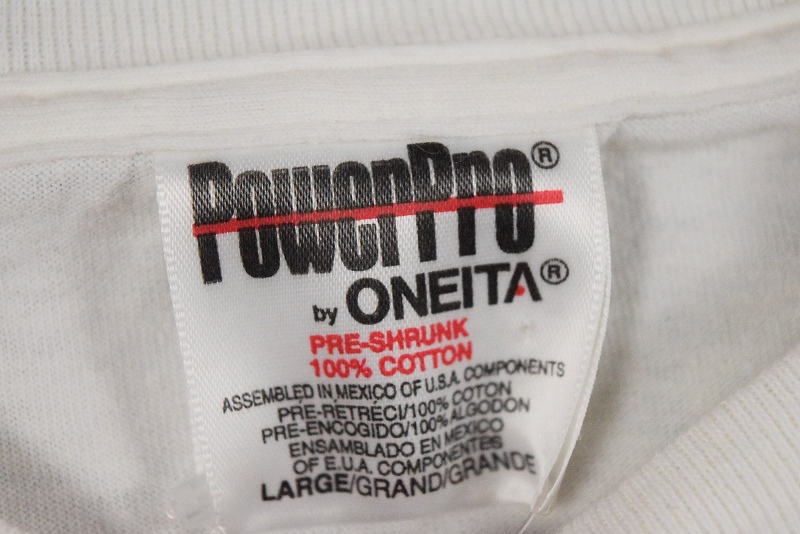 PowerPro®
by ONEITA®
PRE-SHRUNK
100% COTTON
ASSEMBLED IN MEXICO OF U.S.A. COMPONENTS
PRE-RETRÉCI/100% COTON
PRE-ENCOGIDO/100% ALGODON
ENSAMBLADO EN MEXICO
OF E.U.A. COMPONENTES
LARGE/GRAND/GRANDE